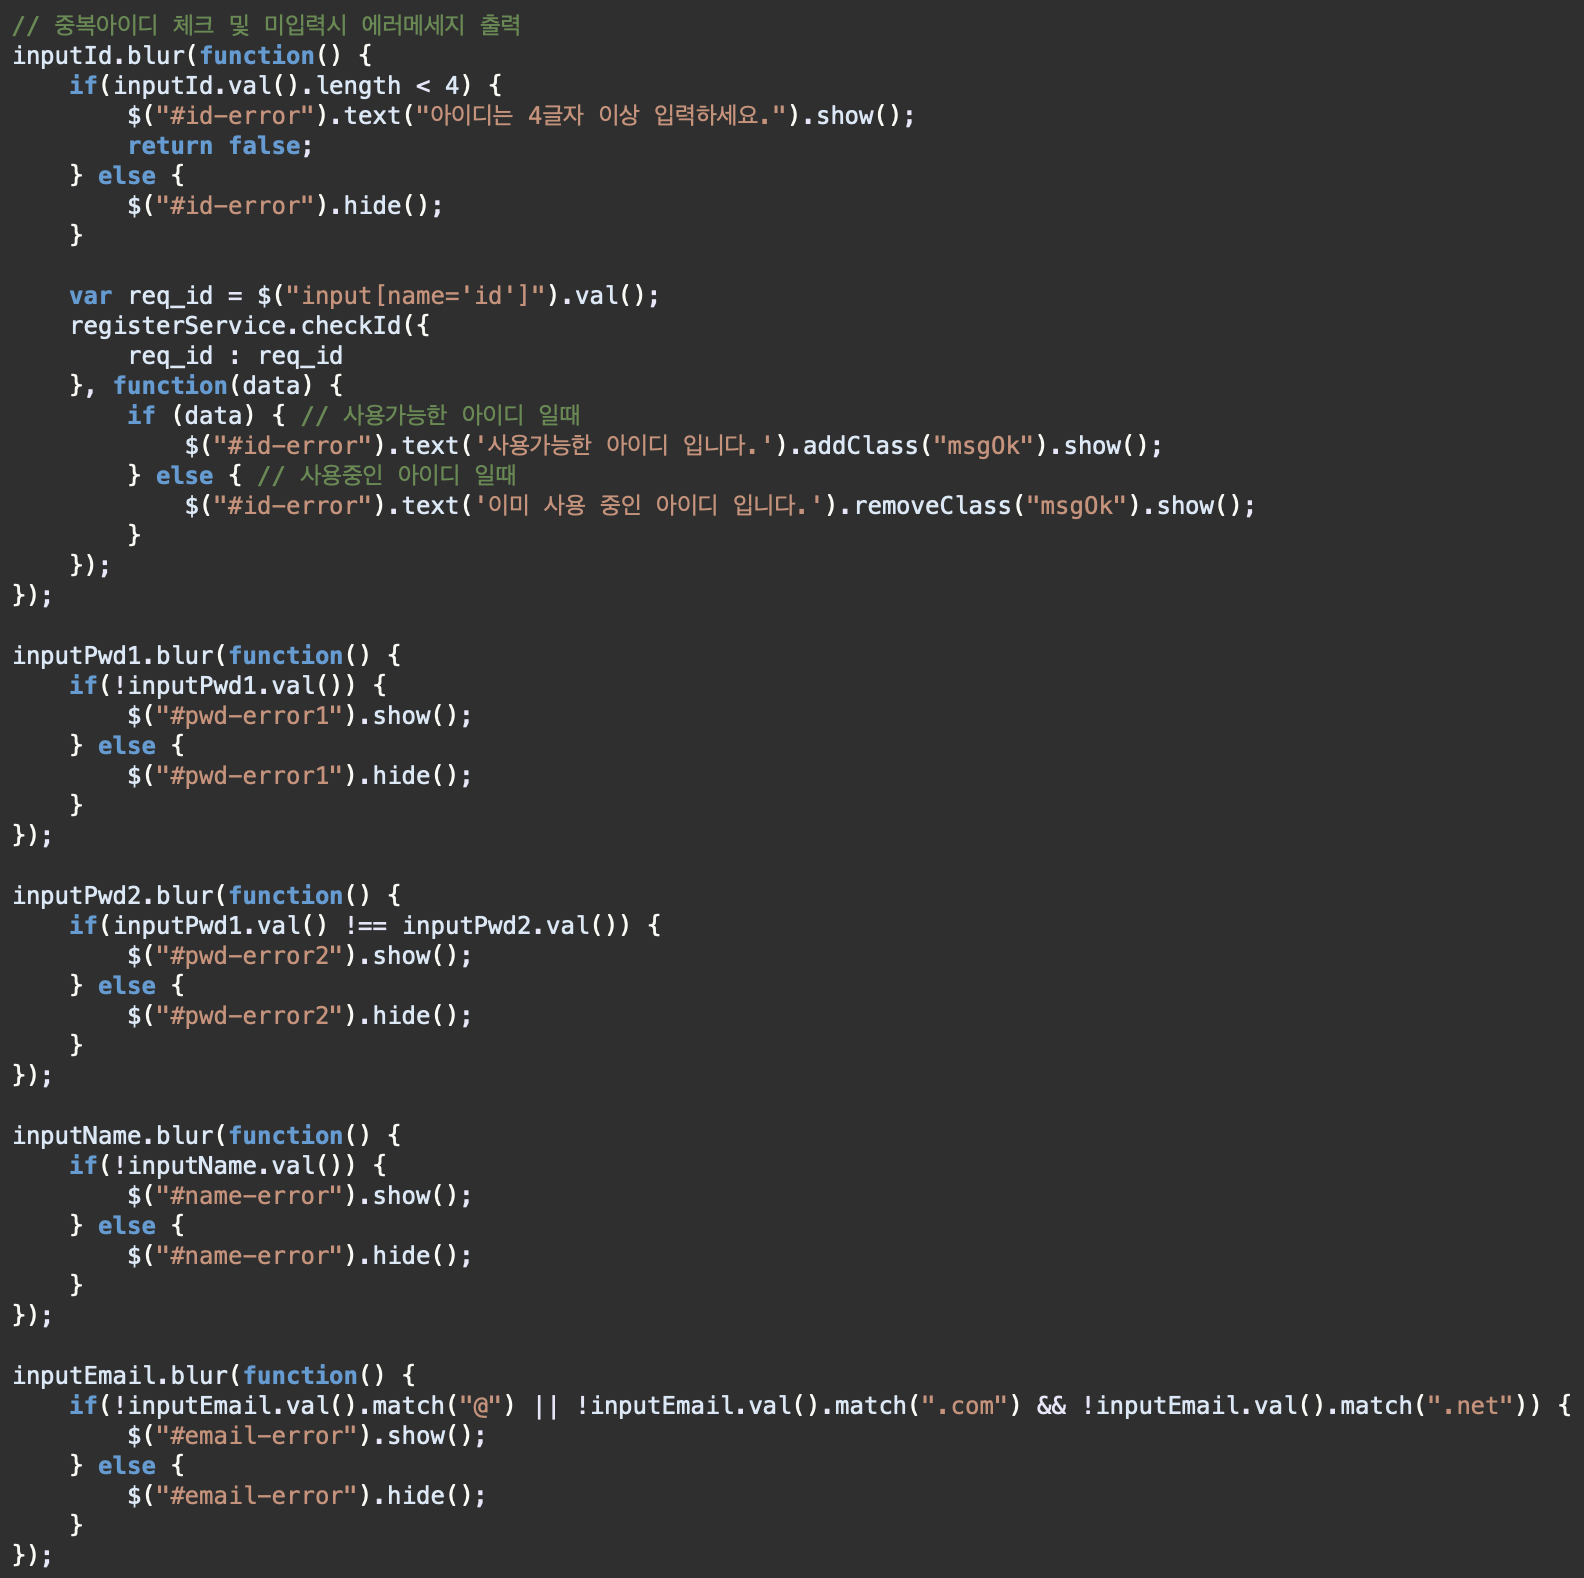 // 중복아이디 체크 및 미입력시 에러메세지 출력
inputId.blur(function() {
    if(inputId.val().length < 4) {
        $("#id-error").text("아이디는 4글자 이상 입력하세요.").show();
        return false;
    } else {
        $("#id-error").hide();
    }

    var req_id = $("input[name='id']").val();
    registerService.checkId({
        req_id : req_id
    }, function(data) {
        if (data) { // 사용가능한 아이디 일때
            $("#id-error").text('사용가능한 아이디 입니다.').addClass("msgOk").show();
        } else { // 사용중인 아이디 일때
            $("#id-error").text('이미 사용 중인 아이디 입니다.').removeClass("msgOk").show();
        }
    });
});

inputPwd1.blur(function() {
    if(!inputPwd1.val()) {
        $("#pwd-error1").show();
    } else {
        $("#pwd-error1").hide();
    }
});

inputPwd2.blur(function() {
    if(inputPwd1.val() !== inputPwd2.val()) {
        $("#pwd-error2").show();
    } else {
        $("#pwd-error2").hide();
    }
});

inputName.blur(function() {
    if(!inputName.val()) {
        $("#name-error").show();
    } else {
        $("#name-error").hide();
    }
});

inputEmail.blur(function() {
    if(!inputEmail.val().match("@") || !inputEmail.val().match(".com") && !inputEmail.val().match(".net")) {
        $("#email-error").show();
    } else {
        $("#email-error").hide();
    }
});